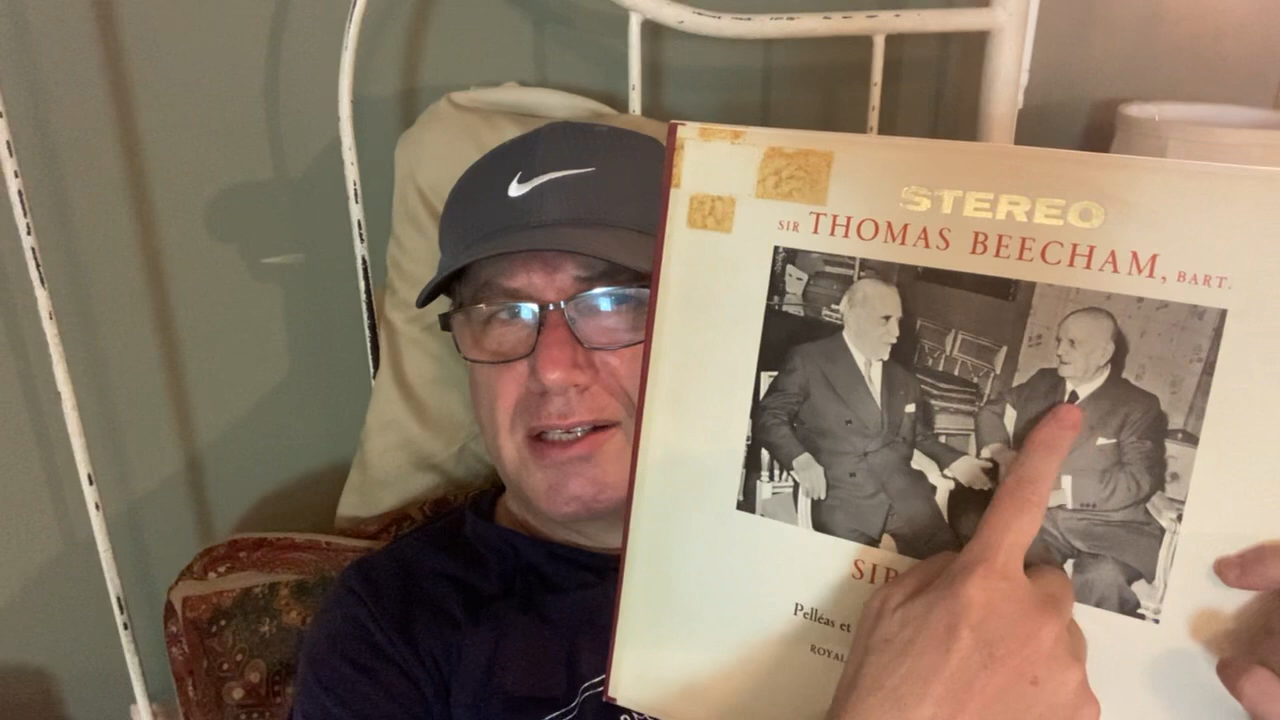 STEREO
SIR THOMAS BEECHAM, BART.
SIR
Pelléas et
ROYAL